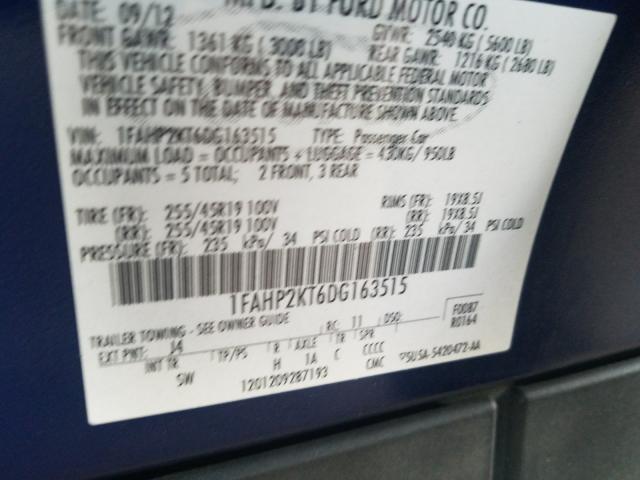 DATE: 09/12 MFD. BY FORD MOTOR CO.
FRONT GAWR: 1361 KG ( 3000 LB) GVWR: 2540 KG ( 5600 LB)
REAR GAWR: 1216 KG ( 2680 LB)
THIS VEHICLE CONFORMS TO ALL APPLICABLE FEDERAL MOTOR
VEHICLE SAFETY, BUMPER, AND THEFT PREVENTION STANDARDS
IN EFFECT ON THE DATE OF MANUFACTURE SHOWN ABOVE.
VIN: 1FAHP2KT6DG163515 TYPE: Passenger Car
MAXIMUM LOAD = OCCUPANTS + LUGGAGE = 430KG/ 950LB
OCCUPANTS = 5 TOTAL; 2 FRONT, 3 REAR
TIRE (FR): 255/45R19 100V RIMS (FR): 19X8.5J
(RR): 255/45R19 100V (RR): 19X8.5J
PRESSURE (FR): 235 kPa/ 34 PSI COLD (RR): 235 kPa/ 34 PSI COLD
1FAHP2KT6DG163515
TRAILER TOWING - SEE OWNER GUIDE F0087
RC: 11 DSO: R0164
EXT PNT: J4
INT TR TP/PS R AXLE TR SPR
SW H 1A C CCCC
1201209287193 CMC 5U5A-5420472-AA